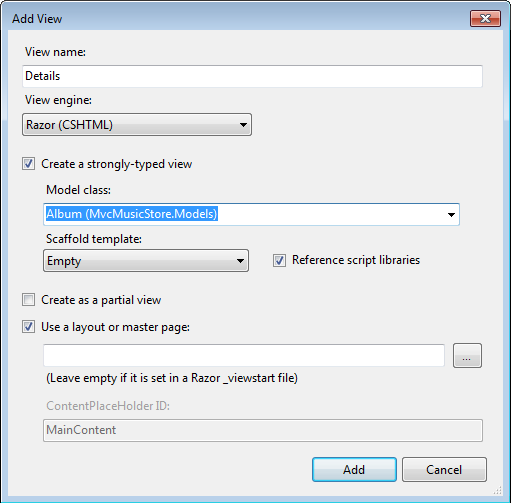 Add View
View name:
Details
View engine:
Razor (CSHTML)
Create a strongly-typed view
Model class:
Album (MvcMusicStore.Models)
Scaffold template:
Empty
Reference script libraries
Create as a partial view
Use a layout or master page:
...
(Leave empty if it is set in a Razor _viewstart file)
ContentPlaceHolder ID:
MainContent
Add Cancel